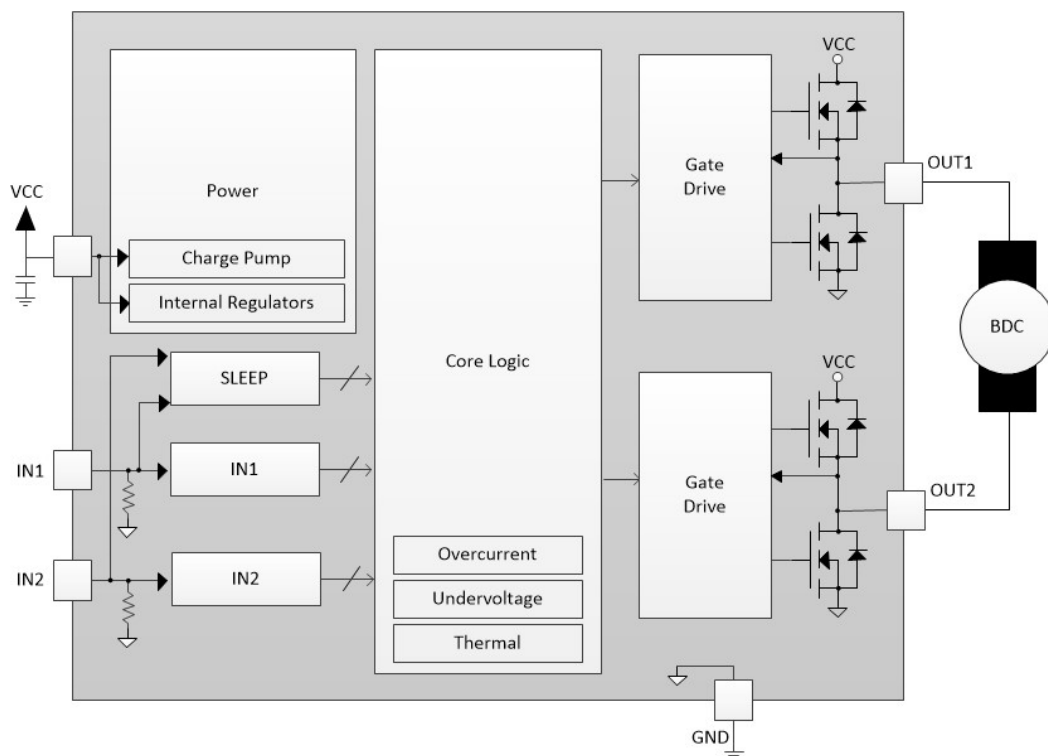 VCC
Power
Charge Pump
Internal Regulators
SLEEP
IN1
IN1
IN2
IN2
Core Logic
Overcurrent
Undervoltage
Thermal
Gate
Drive
VCC
OUT1
BDC
Gate
Drive
VCC
OUT2
GND